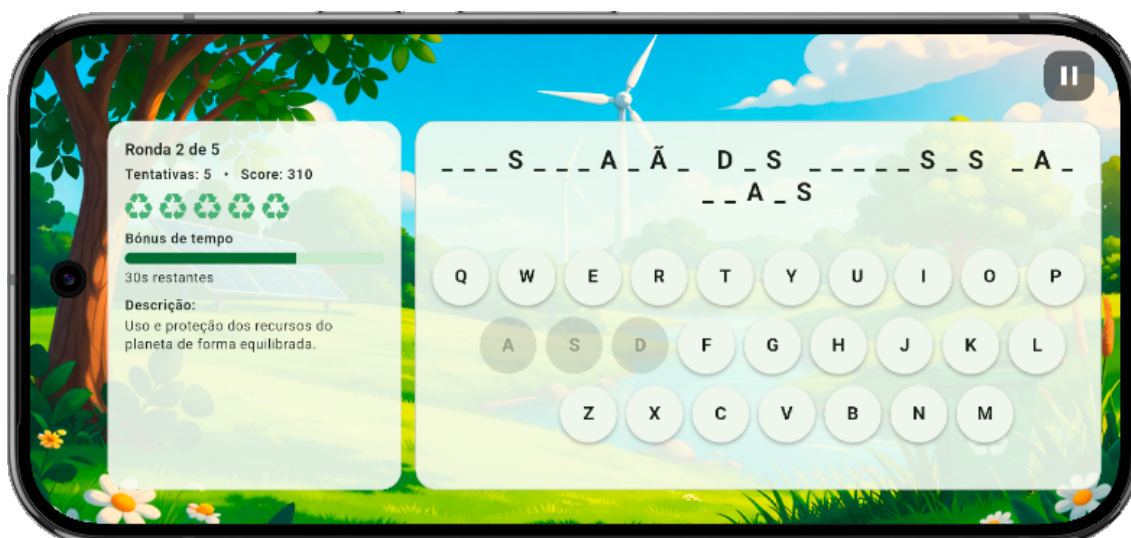 Ronda 2 de 5
Tentativas: 5 • Score: 310
Bónus de tempo
30s restantes
Descrição:
Uso e proteção dos recursos do
planeta de forma equilibrada.
_ _ _ S _ _ _ A _ Ã _ D _ S _ _ _ _ _ S _ S _ A _
_ _ A _ S
Q W E R T Y U I O P
A S D F G H J K L
Z X C V B N M